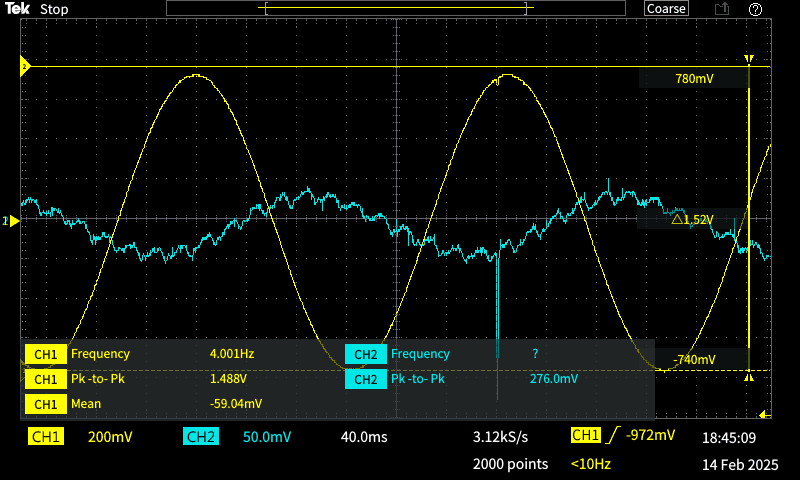 Tek Stop Coarse
780mV
△1.52V
-740mV
CH1 Frequency 4.001Hz CH2 Frequency ?
CH1 Pk-to- Pk 1.488V CH2 Pk-to- Pk 276.0mV
CH1 Mean -59.04mV
CH1 200mV CH2 50.0mV 40.0ms 3.12kS/s CH1 -972mV 18:45:09
2000 points <10Hz 14 Feb 2025